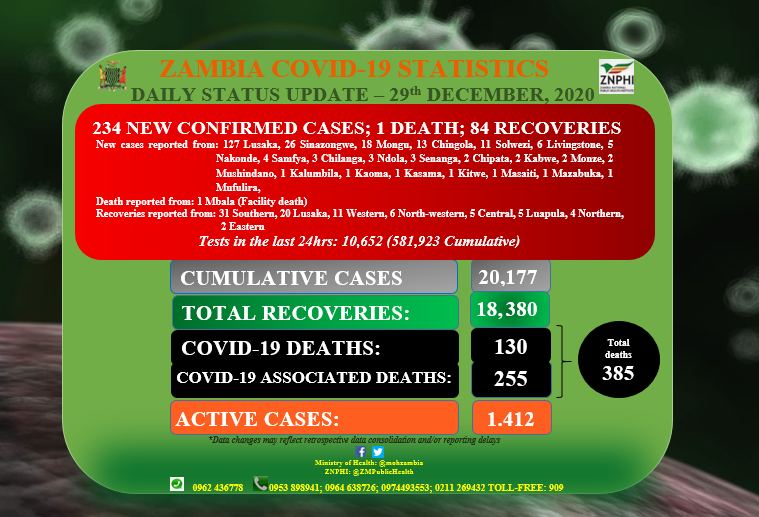 ZAMBIA COVID-19 STATISTICS
ZNPHI
DAILY STATUS UPDATE – 29th DECEMBER, 2020
234 NEW CONFIRMED CASES; 1 DEATH; 84 RECOVERIES
New cases reported from: 127 Lusaka, 26 Sinazongwe, 18 Mongu, 13 Chingola, 11 Solwezi, 6 Livingstone, 5
Nakonde, 4 Samfya, 3 Chilanga, 3 Ndola, 3 Senanga, 2 Chipata, 2 Kabwe, 2 Monze, 2
Mushindano, 1 Kalumbila, 1 Kaoma, 1 Kasama, 1 Kitwe, 1 Masaiti, 1 Mazabuka, 1
Mufulira,
Death reported from: 1 Mbala (Facility death)
Recoveries reported from: 31 Southern, 20 Lusaka, 11 Western, 6 North-western, 5 Central, 5 Luapula, 4 Northern,
2 Eastern
Tests in the last 24hrs: 10,652 (581,923 Cumulative)
CUMULATIVE CASES 20,177
TOTAL RECOVERIES: 18,380
COVID-19 DEATHS: 130
COVID-19 ASSOCIATED DEATHS: 255
Total
deaths
385
ACTIVE CASES: 1.412
*Data changes may reflect retrospective data consolidation and/or reporting delays
Ministry of Health: @mohzambia
ZNPHI: @ZMPublicHealth
0962 436778 0953 898941; 0964 638726; 0974493553; 0211 269432 TOLL-FREE: 909